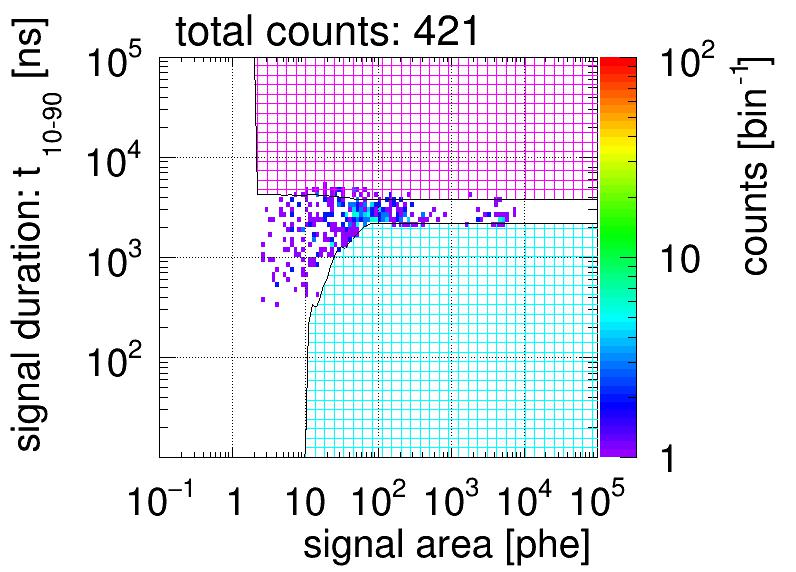 total counts: 421
signal duration: t 10-90 [ns]
10^5
10^4
10^3
10^2
10^−1 1 10 10^2 10^3 10^4 10^5
signal area [phe]
10^2
10
1
counts [bin^-1]